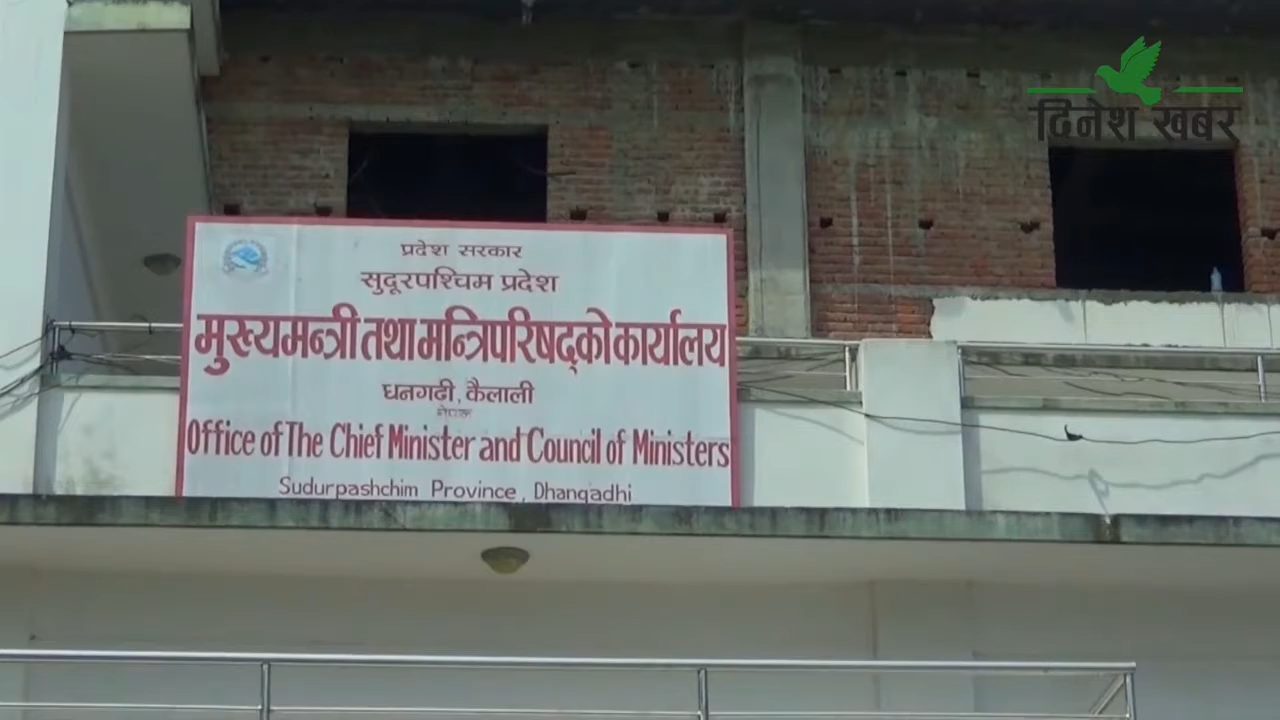 दिनेश खबर
प्रदेश सरकार
सुदूरपश्चिम प्रदेश
मुख्यमन्त्री तथा मन्त्रिपरिषद्को कार्यालय
धनगढी, कैलाली
नेपाल
Office of The Chief Minister and Council of Ministers
Sudurpashchim Province, Dhangadhi